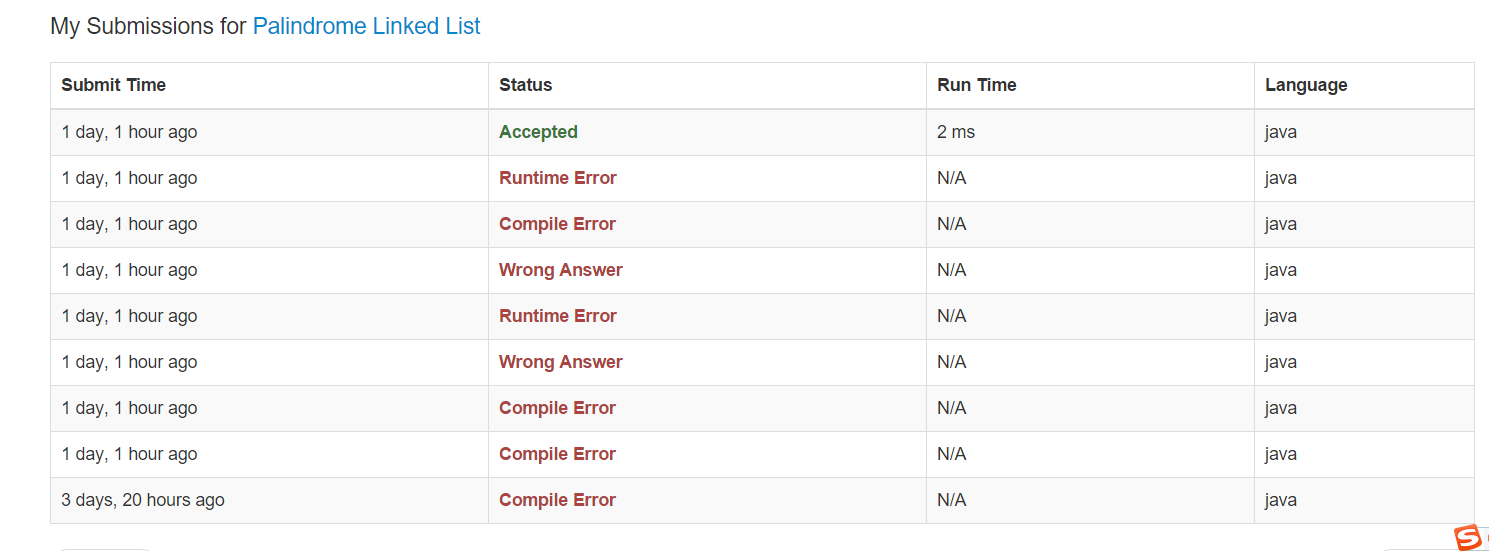 My Submissions for Palindrome Linked List
Submit Time Status Run Time Language
1 day, 1 hour ago Accepted 2 ms java
1 day, 1 hour ago Runtime Error N/A java
1 day, 1 hour ago Compile Error N/A java
1 day, 1 hour ago Wrong Answer N/A java
1 day, 1 hour ago Runtime Error N/A java
1 day, 1 hour ago Wrong Answer N/A java
1 day, 1 hour ago Compile Error N/A java
1 day, 1 hour ago Compile Error N/A java
3 days, 20 hours ago Compile Error N/A java
S